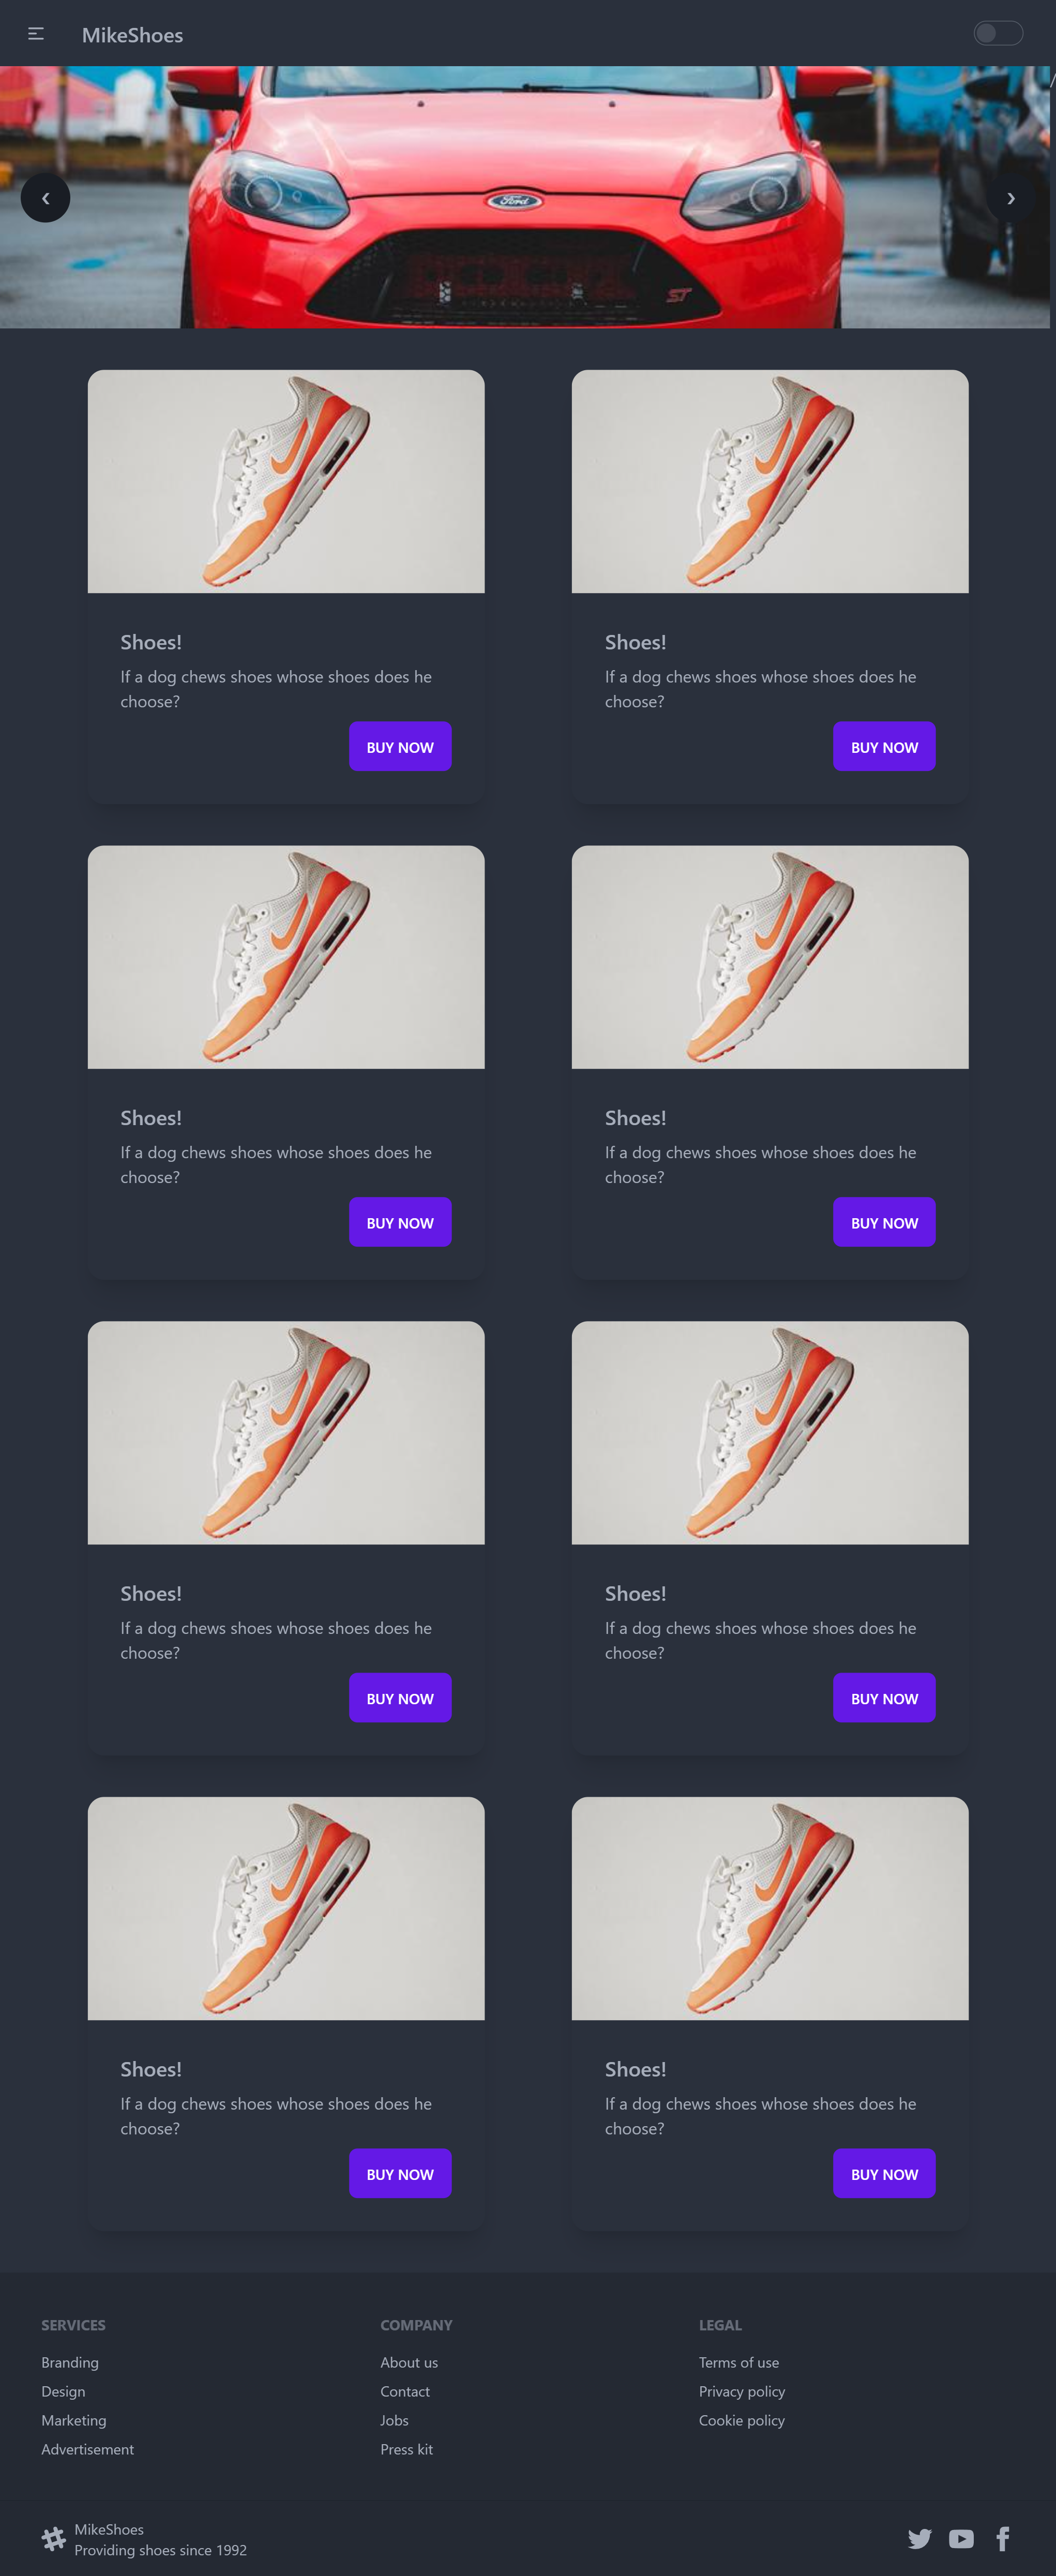 MikeShoes
Ford
ST
Shoes!
If a dog chews shoes whose shoes does he
choose?
BUY NOW
Shoes!
If a dog chews shoes whose shoes does he
choose?
BUY NOW
Shoes!
If a dog chews shoes whose shoes does he
choose?
BUY NOW
Shoes!
If a dog chews shoes whose shoes does he
choose?
BUY NOW
Shoes!
If a dog chews shoes whose shoes does he
choose?
BUY NOW
Shoes!
If a dog chews shoes whose shoes does he
choose?
BUY NOW
Shoes!
If a dog chews shoes whose shoes does he
choose?
BUY NOW
Shoes!
If a dog chews shoes whose shoes does he
choose?
BUY NOW
SERVICES
Branding
Design
Marketing
Advertisement
COMPANY
About us
Contact
Jobs
Press kit
LEGAL
Terms of use
Privacy policy
Cookie policy
MikeShoes
Providing shoes since 1992